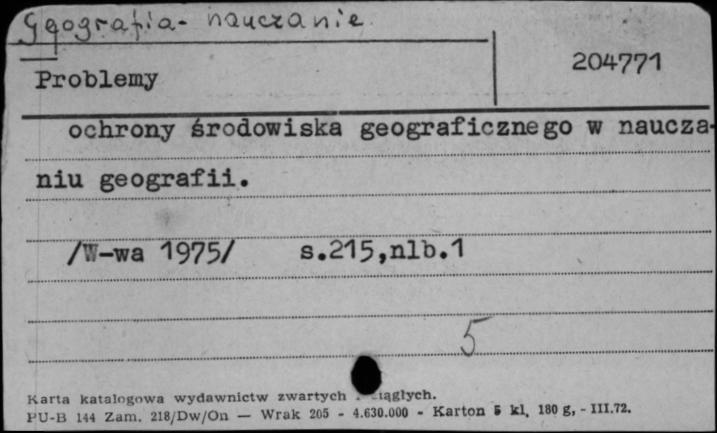 Geografia - nauczanie.
204771
Problemy
ochrony środowiska geograficznego w naucza-
niu geografii.
/W-wa 1975/ s.215,nlb.1
5
Karta katalogowa wydawnictw zwartych ciągłych.
PU-B 144 Zam. 218/Dw/On — Wrak 205 - 4.630.000 - Karton 5 kl, 180 g, - III.72.